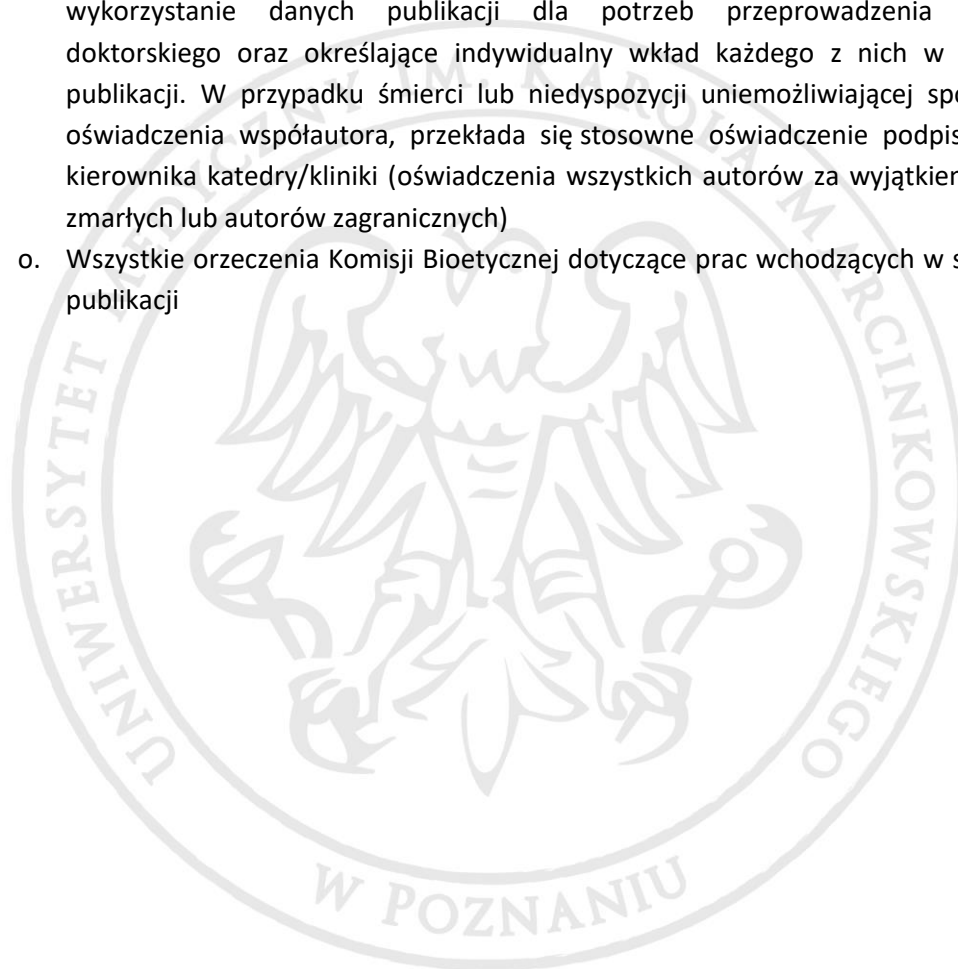 wykorzystanie danych publikacji dla potrzeb przeprowadzenia
doktorskiego oraz określające indywidualny wkład każdego z nich w
publikacji. W przypadku śmierci lub niedyspozycji uniemożliwiającej
oświadczenia współautora, przekłada się stosowne oświadczenie
kierownika katedry/kliniki (oświadczenia wszystkich autorów za
zmarłych lub autorów zagranicznych)
o. Wszystkie orzeczenia Komisji Bioetycznej dotyczące prac wchodzących w
publikacji
UNIWERSYTET MEDYCZNY IM. KAROLA MARCINKOWSKIEGO
W POZNANIU